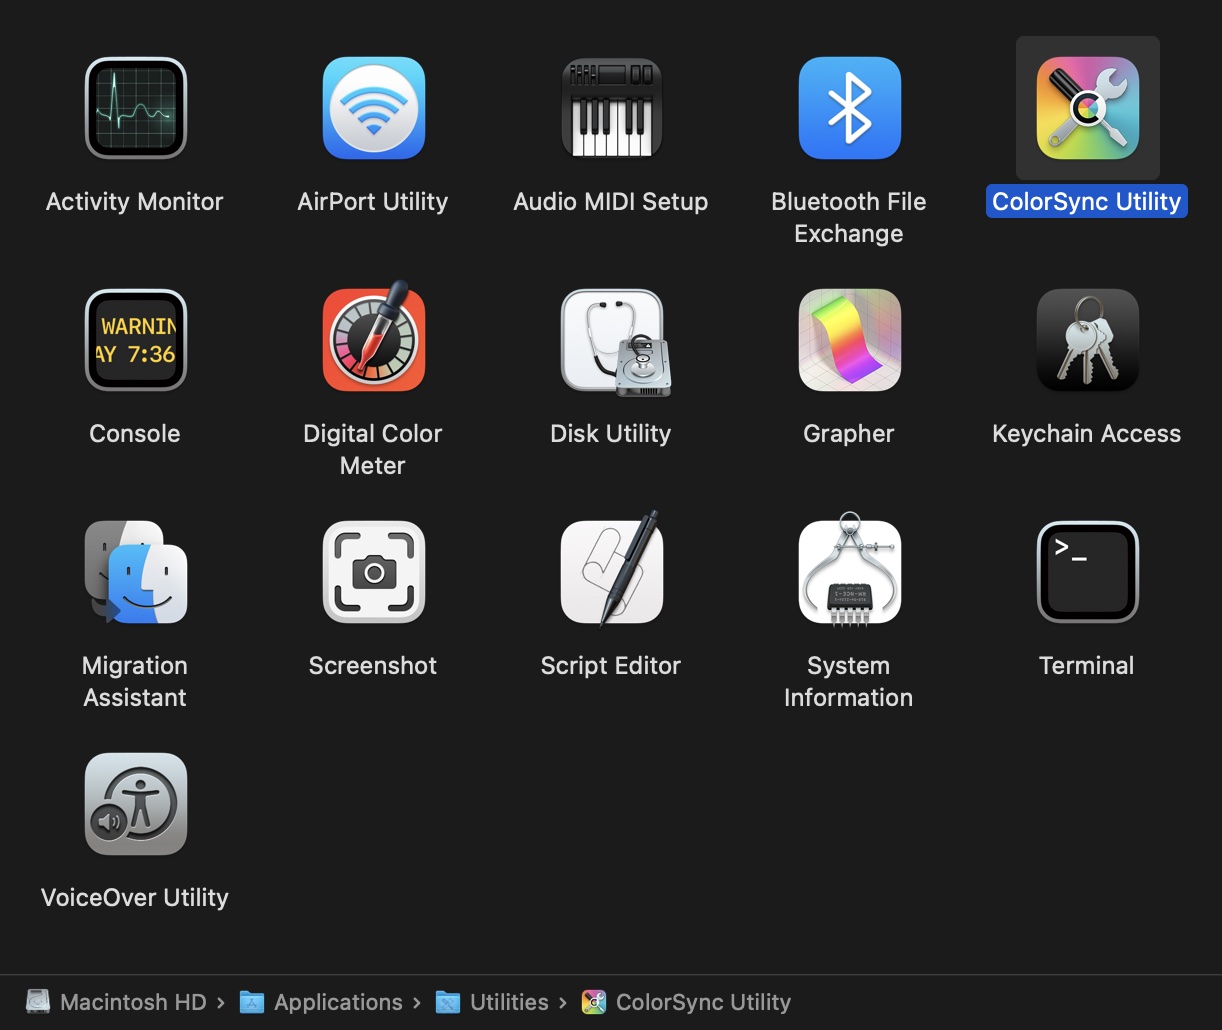 Activity Monitor
AirPort Utility
Audio MIDI Setup
Bluetooth File
Exchange
ColorSync Utility
WARNIN
AY 7:36
Console
Digital Color
Meter
Disk Utility
Grapher
Keychain Access
Migration
Assistant
Screenshot
Script Editor
System
Information
>_
Terminal
VoiceOver Utility
Macintosh HD › Applications › Utilities › ColorSync Utility